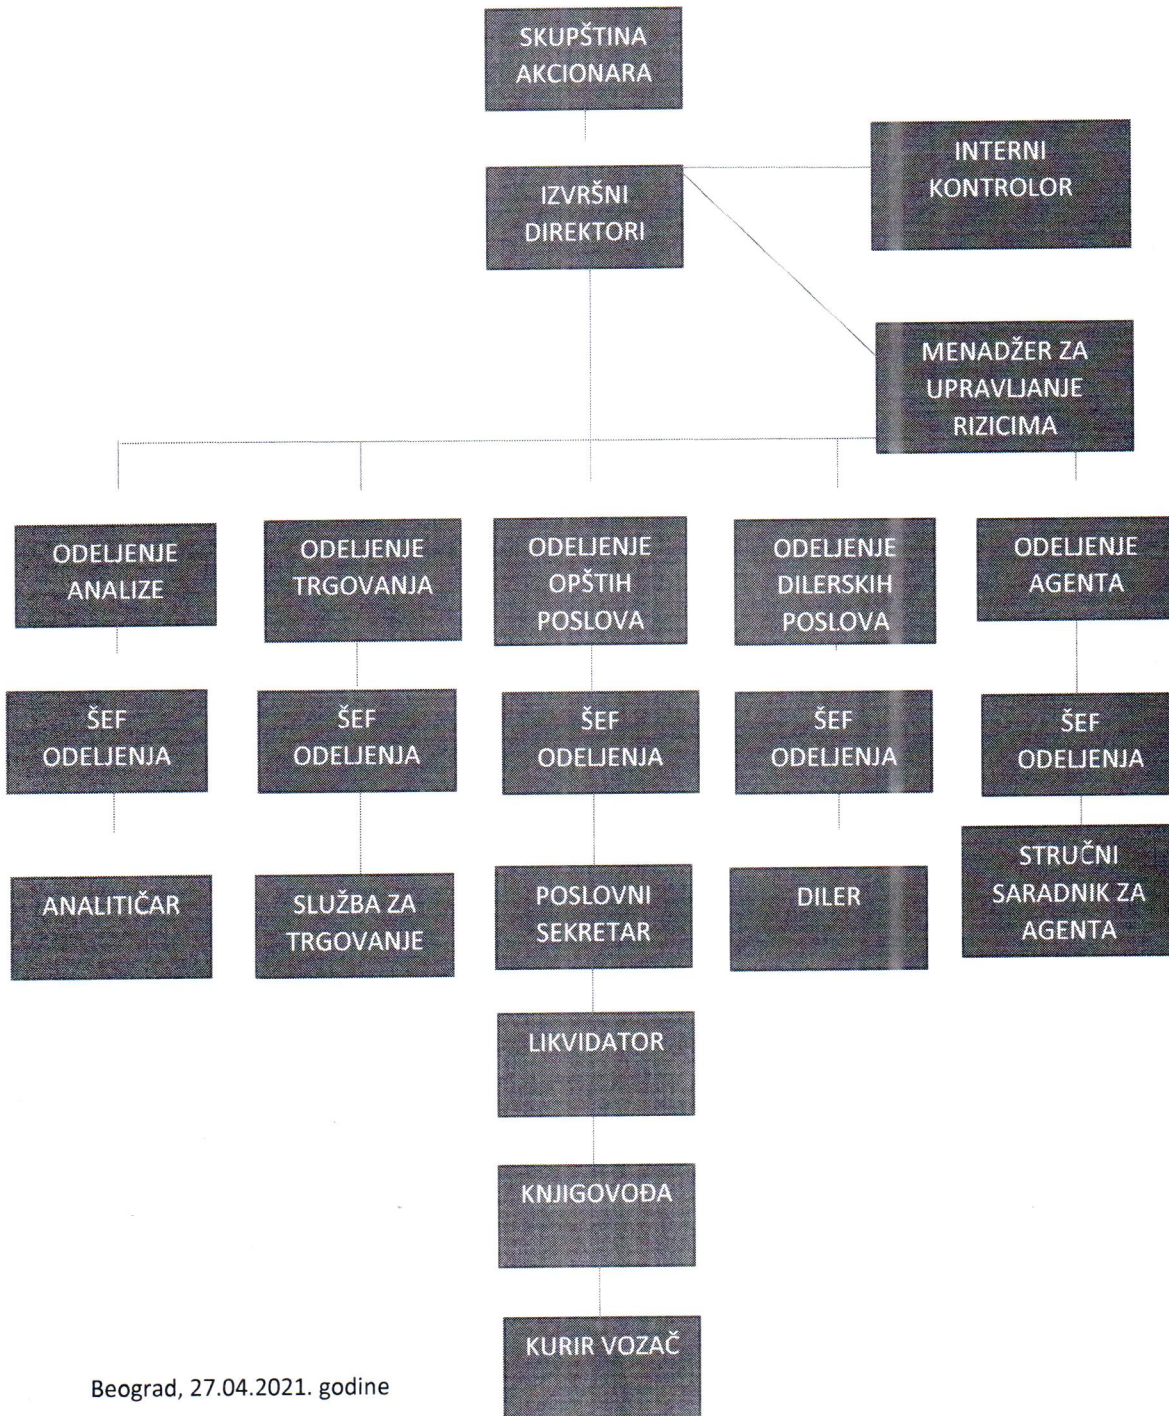 SKUPŠTINA
AKCIONARA
IZVRŠNI
DIREKTORI
INTERNI
KONTROLOR
MENADŽER ZA
UPRAVLJANJE
RIZICIMA
ODELJENJE
ANALIZE
ODELJENJE
TRGOVANJA
ODELJENJE
OPŠTIH
POSLOVA
ODELJENJE
DILERSKIH
POSLOVA
ODELJENJE
AGENTA
ŠEF
ODELJENJA
ŠEF
ODELJENJA
ŠEF
ODELJENJA
ŠEF
ODELJENJA
ŠEF
ODELJENJA
ANALITIČAR
SLUŽBA ZA
TRGOVANJE
POSLOVNI
SEKRETAR
DILER
STRUČNI
SARADNIK ZA
AGENTA
LIKVIDATOR
KNJIGOVOĐA
KURIR VOZAČ
Beograd, 27.04.2021. godine